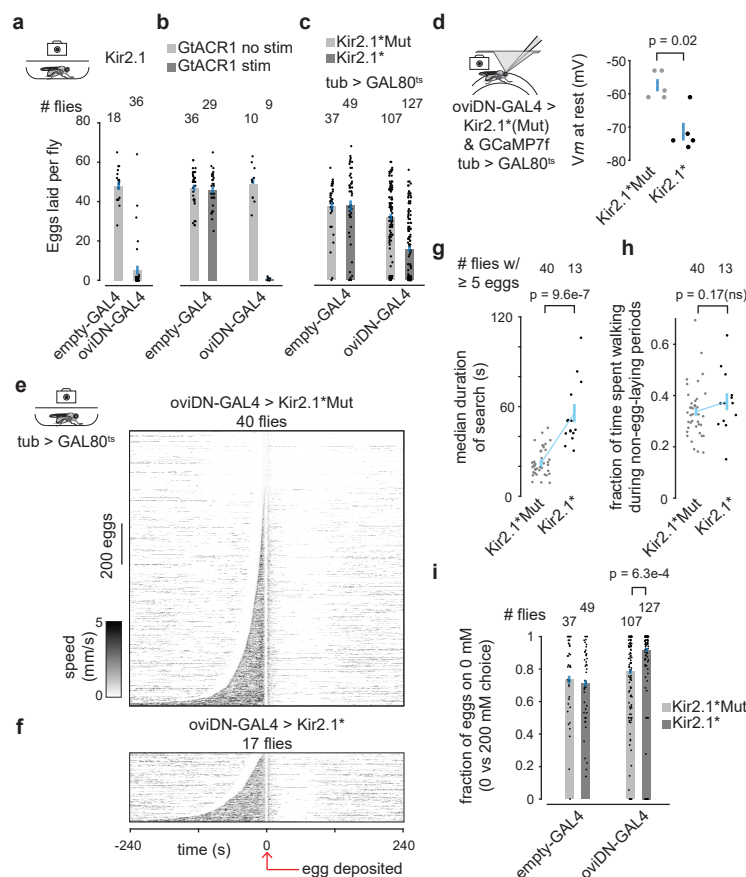 a
Kir2.1
# flies
18
36
Eggs laid per fly
80
60
40
20
0
empty-GAL4
oviDN-GAL4
b
GtACR1 no stim
GtACR1 stim
36
29
10
9
empty-GAL4
oviDN-GAL4
c
Kir2.1*Mut
Kir2.1*
tub > GAL80ts
37
49
107
127
empty-GAL4
oviDN-GAL4
d
oviDN-GAL4 >
Kir2.1*(Mut)
& GCaMP7f
tub > GAL80ts
p = 0.02
Vm at rest (mV)
-50
-60
-70
-80
Kir2.1*Mut
Kir2.1*
e
tub > GAL80ts
oviDN-GAL4 > Kir2.1*Mut
40 flies
200 eggs
speed
(mm/s)
5
0
f
oviDN-GAL4 > Kir2.1*
17 flies
-240
time (s)
0
240
egg deposited
g
# flies w/
≥ 5 eggs
40
13
p = 9.6e-7
median duration
of search (s)
120
60
0
Kir2.1*Mut
Kir2.1*
h
40
13
p = 0.17(ns)
fraction of time spent walking
during non-egg-laying periods
0.6
0.4
0.2
0
Kir2.1*Mut
Kir2.1*
i
p = 6.3e-4
# flies
37
49
107
127
fraction of eggs on 0 mM
(0 vs 200 mM choice)
1
0.8
0.6
0.4
0.2
0
Kir2.1*Mut
Kir2.1*
empty-GAL4
oviDN-GAL4